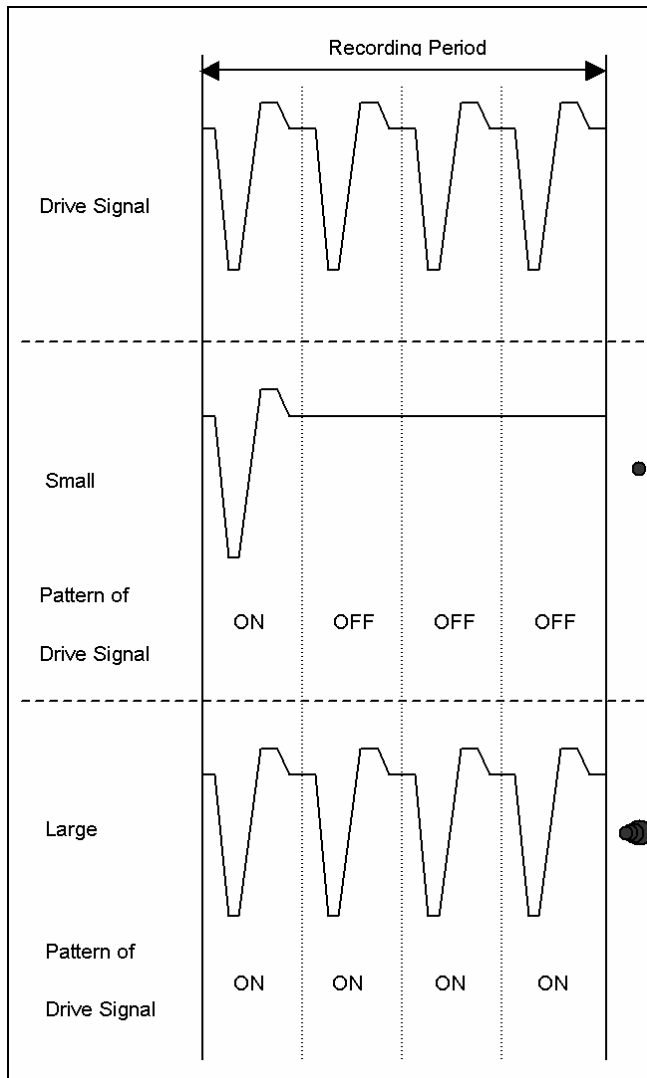 Recording Period
Drive Signal
Small
Pattern of
Drive Signal
ON OFF OFF OFF
Large
Pattern of
Drive Signal
ON ON ON ON